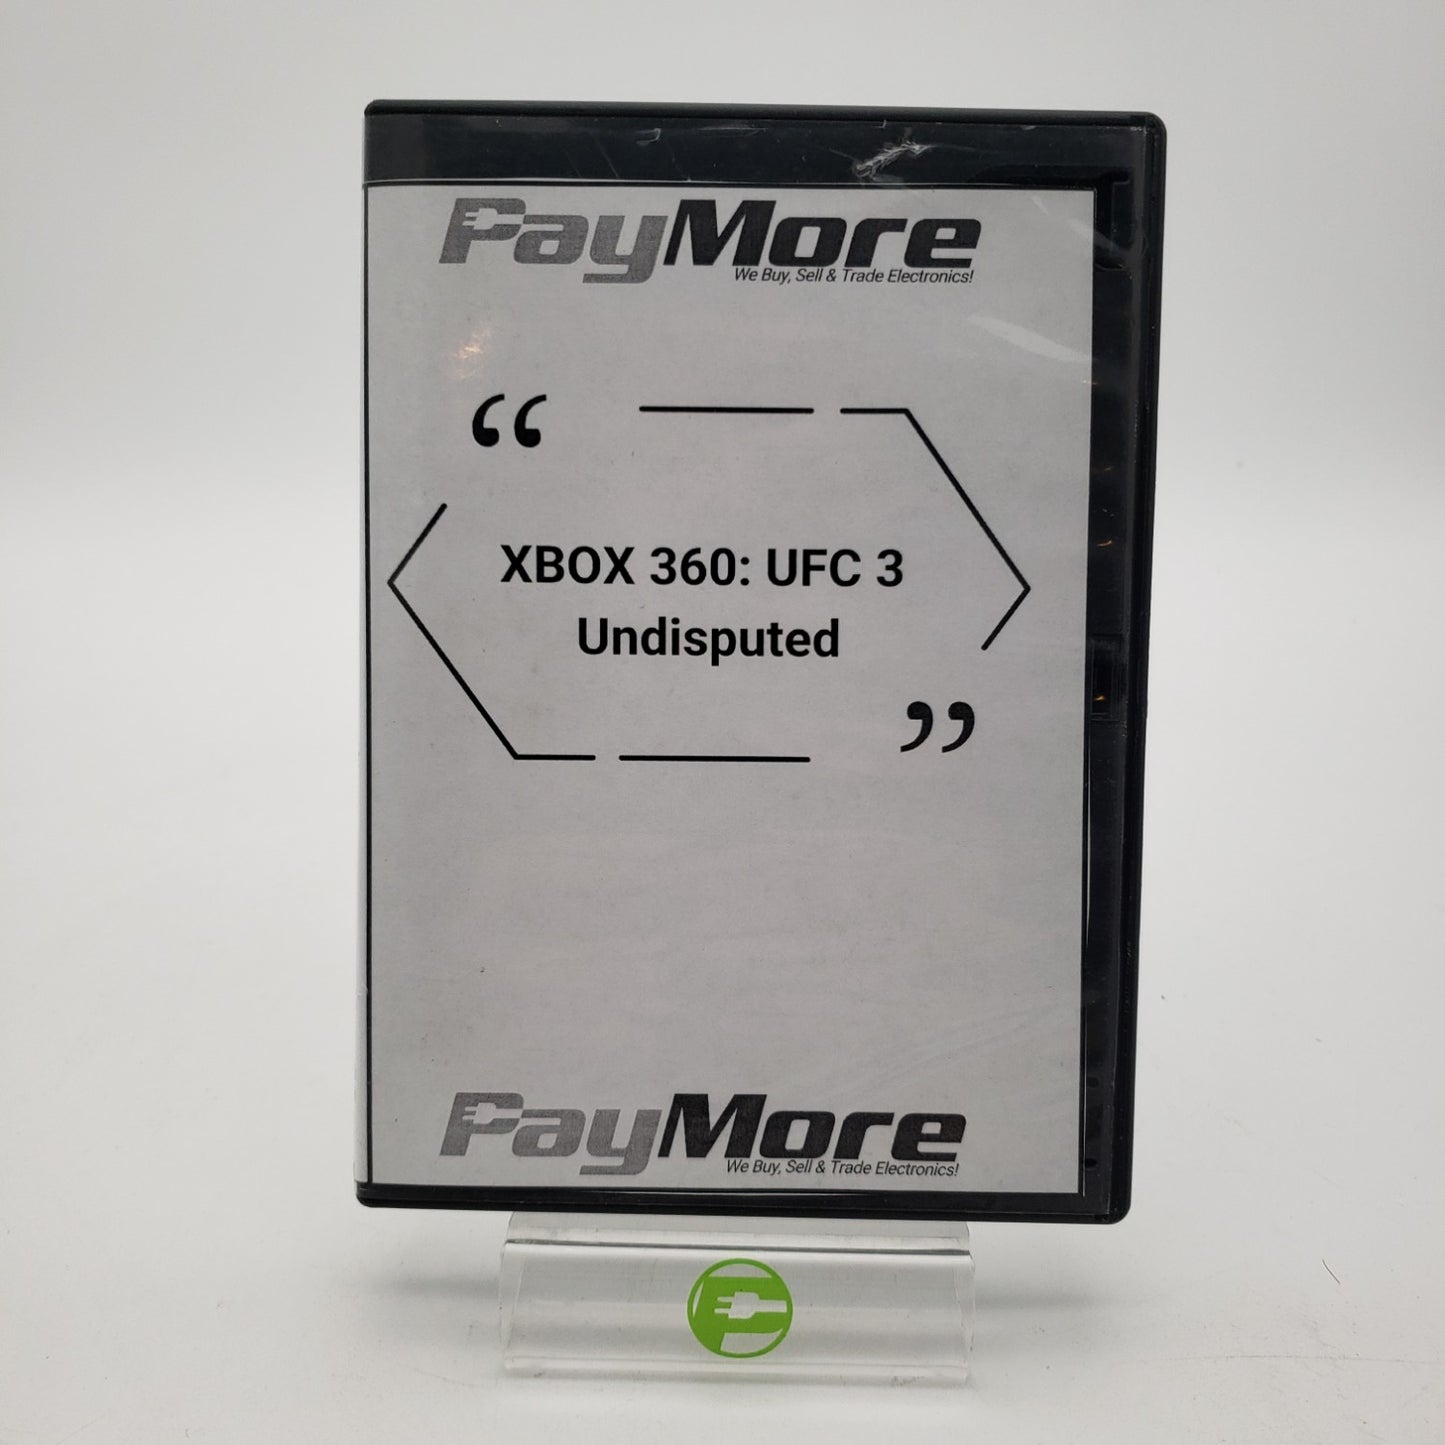 PayMore
We Buy, Sell & Trade Electronics!
“
XBOX 360: UFC 3
Undisputed
”
PayMore
We Buy, Sell & Trade Electronics!